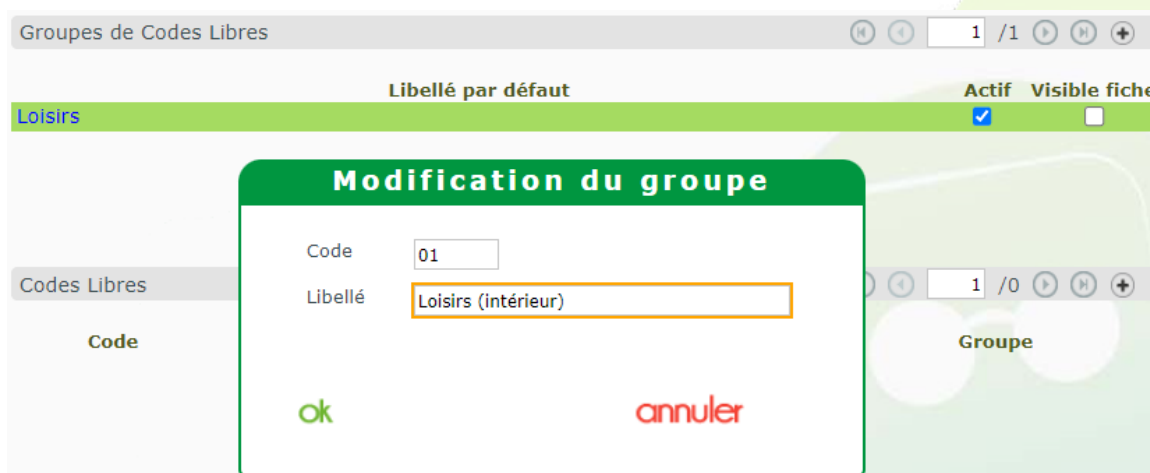 Groupes de Codes Libres 1 /1
Libellé par défaut Actif Visible fiche
Loisirs
Modification du groupe
Code 01
Libellé Loisirs (intérieur)
Codes Libres 1 /0
Code Groupe
ok annuler